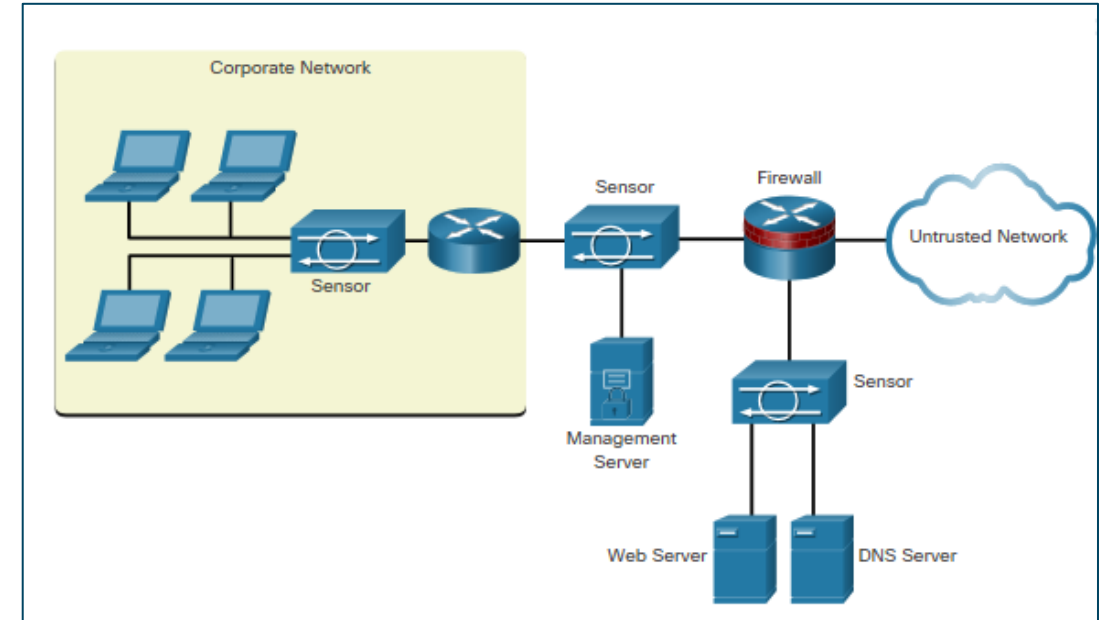 Corporate Network
Sensor
Sensor
Firewall
Untrusted Network
Management
Server
Sensor
Web Server
DNS Server